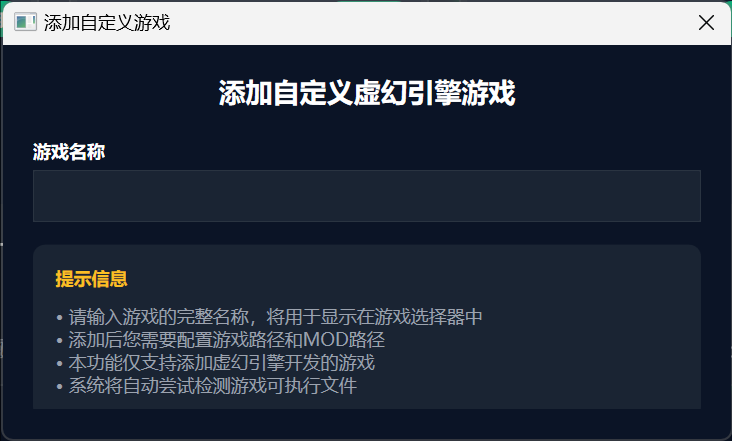 添加自定义游戏
添加自定义虚幻引擎游戏
游戏名称
提示信息
• 请输入游戏的完整名称，将用于显示在游戏选择器中
• 添加后您需要配置游戏路径和MOD路径
• 本功能仅支持添加虚幻引擎开发的游戏
• 系统将自动尝试检测游戏可执行文件